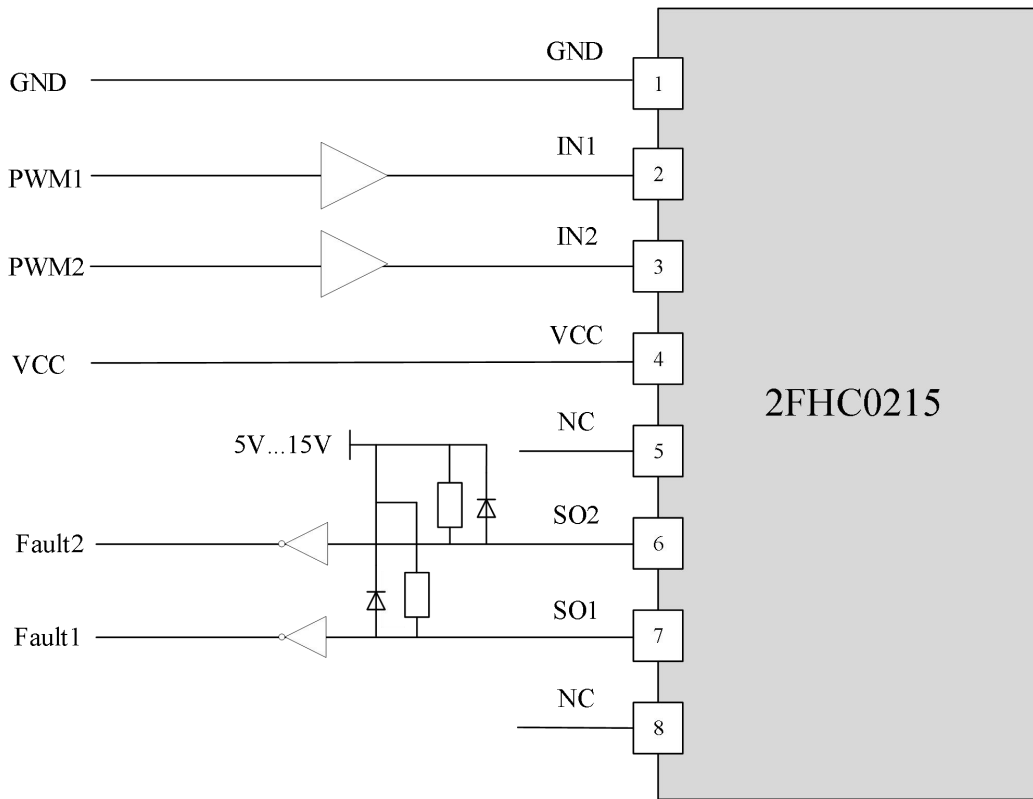 GND
GND
1
PWM1
IN1
2
PWM2
IN2
3
VCC
VCC
4
2FHC0215
5V...15V
NC
5
Fault2
SO2
6
Fault1
SO1
7
NC
8